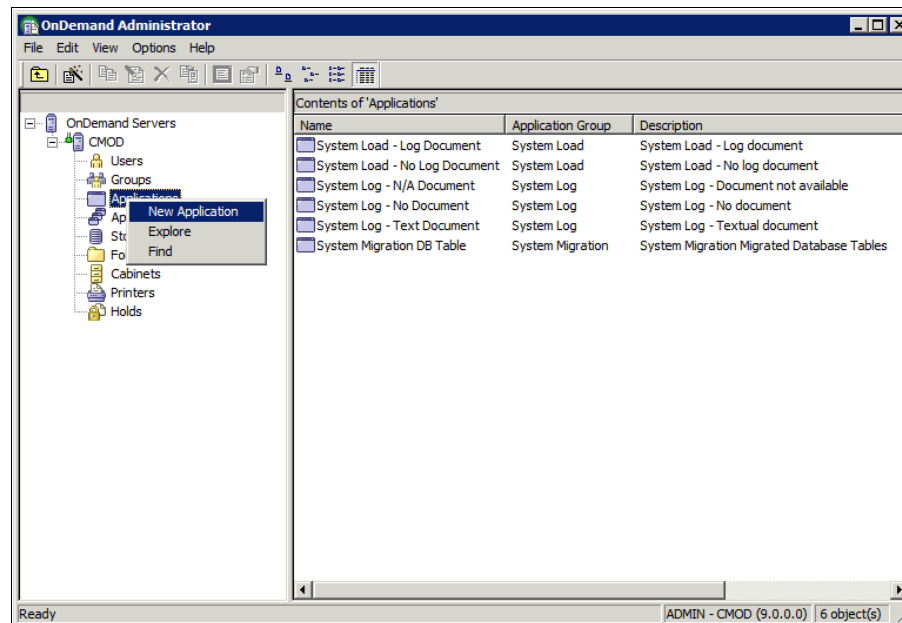 OnDemand Administrator
File Edit View Options Help
Contents of 'Applications'
OnDemand Servers
CMOD
Users
Groups
Applications
Ap
Sto
Fo
Cabinets
Printers
Holds
New Application
Explore
Find
Name Application Group Description
System Load - Log Document System Load System Load - Log document
System Load - No Log Document System Load System Load - No log document
System Log - N/A Document System Log System Log - Document not available
System Log - No Document System Log System Log - No document
System Log - Text Document System Log System Log - Textual document
System Migration DB Table System Migration System Migration Migrated Database Tables
Ready ADMIN - CMOD (9.0.0.0) 6 object(s)